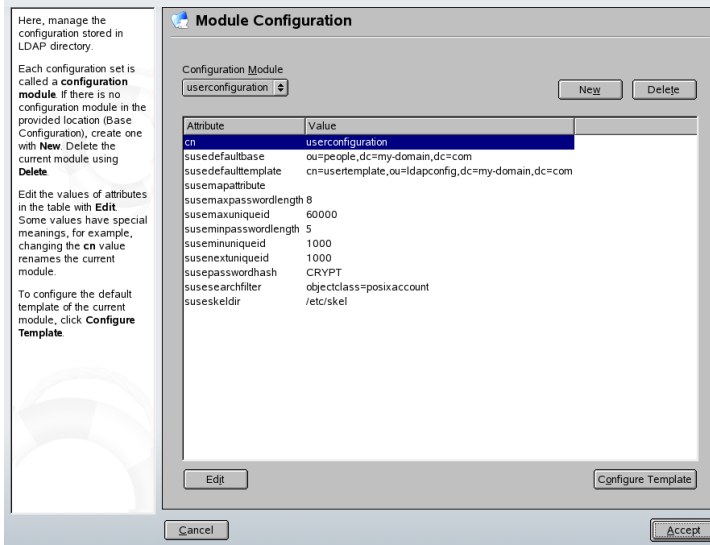 Here, manage the
configuration stored in
LDAP directory.
Each configuration set is
called a configuration
module. If there is no
configuration module in the
provided location (Base
Configuration), create one
with New. Delete the
current module using
Delete.
Edit the values of attributes
in the table with Edit.
Some values have special
meanings, for example,
changing the cn value
renames the current
module.
To configure the default
template of the current
module, click Configure
Template.
Module Configuration
Configuration Module
userconfiguration
New
Delete
Attribute Value
cn userconfiguration
susedefaultbase ou=people,dc=my-domain,dc=com
susedefaulttemplate cn=usertemplate,ou=ldapconfig,dc=my-domain,dc=com
susemapattribute
susemaxpasswordlength 8
susemaxuniqueid 60000
suseminpasswordlength 5
suseminuniqueid 1000
susenextuniqueid 1000
susepasswordhash CRYPT
susesearchfilter objectclass=posixaccount
suseskeldir /etc/skel
Edit
Configure Template
Cancel
Accept